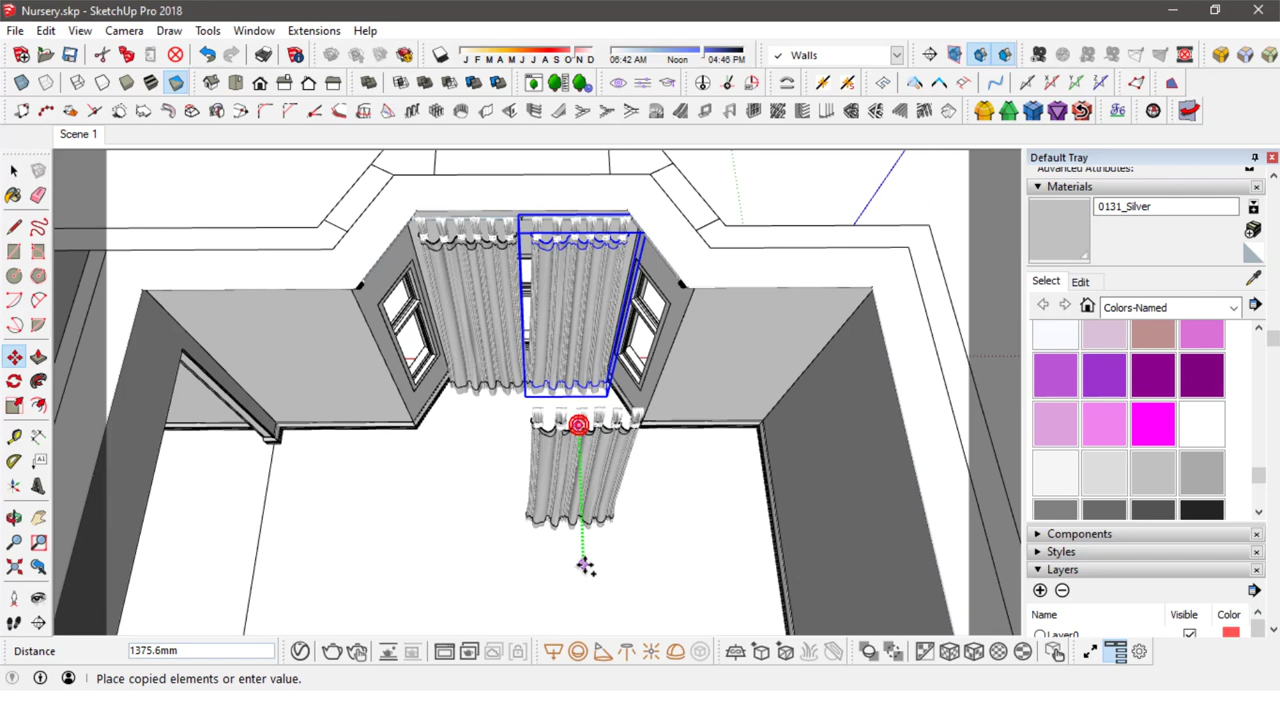 Nursery.skp - SketchUp Pro 2018
File Edit View Camera Draw Tools Window Extensions Help
J F M A M J J A S O N D
06:42 AM Noon 04:46 PM
Walls
Scene 1
Default Tray
Advanced Attributes:
Materials
0131_Silver
Select Edit
Colors-Named
Components
Styles
Layers
Name Visible Color
Layer0
Distance 1375.6mm
Place copied elements or enter value.